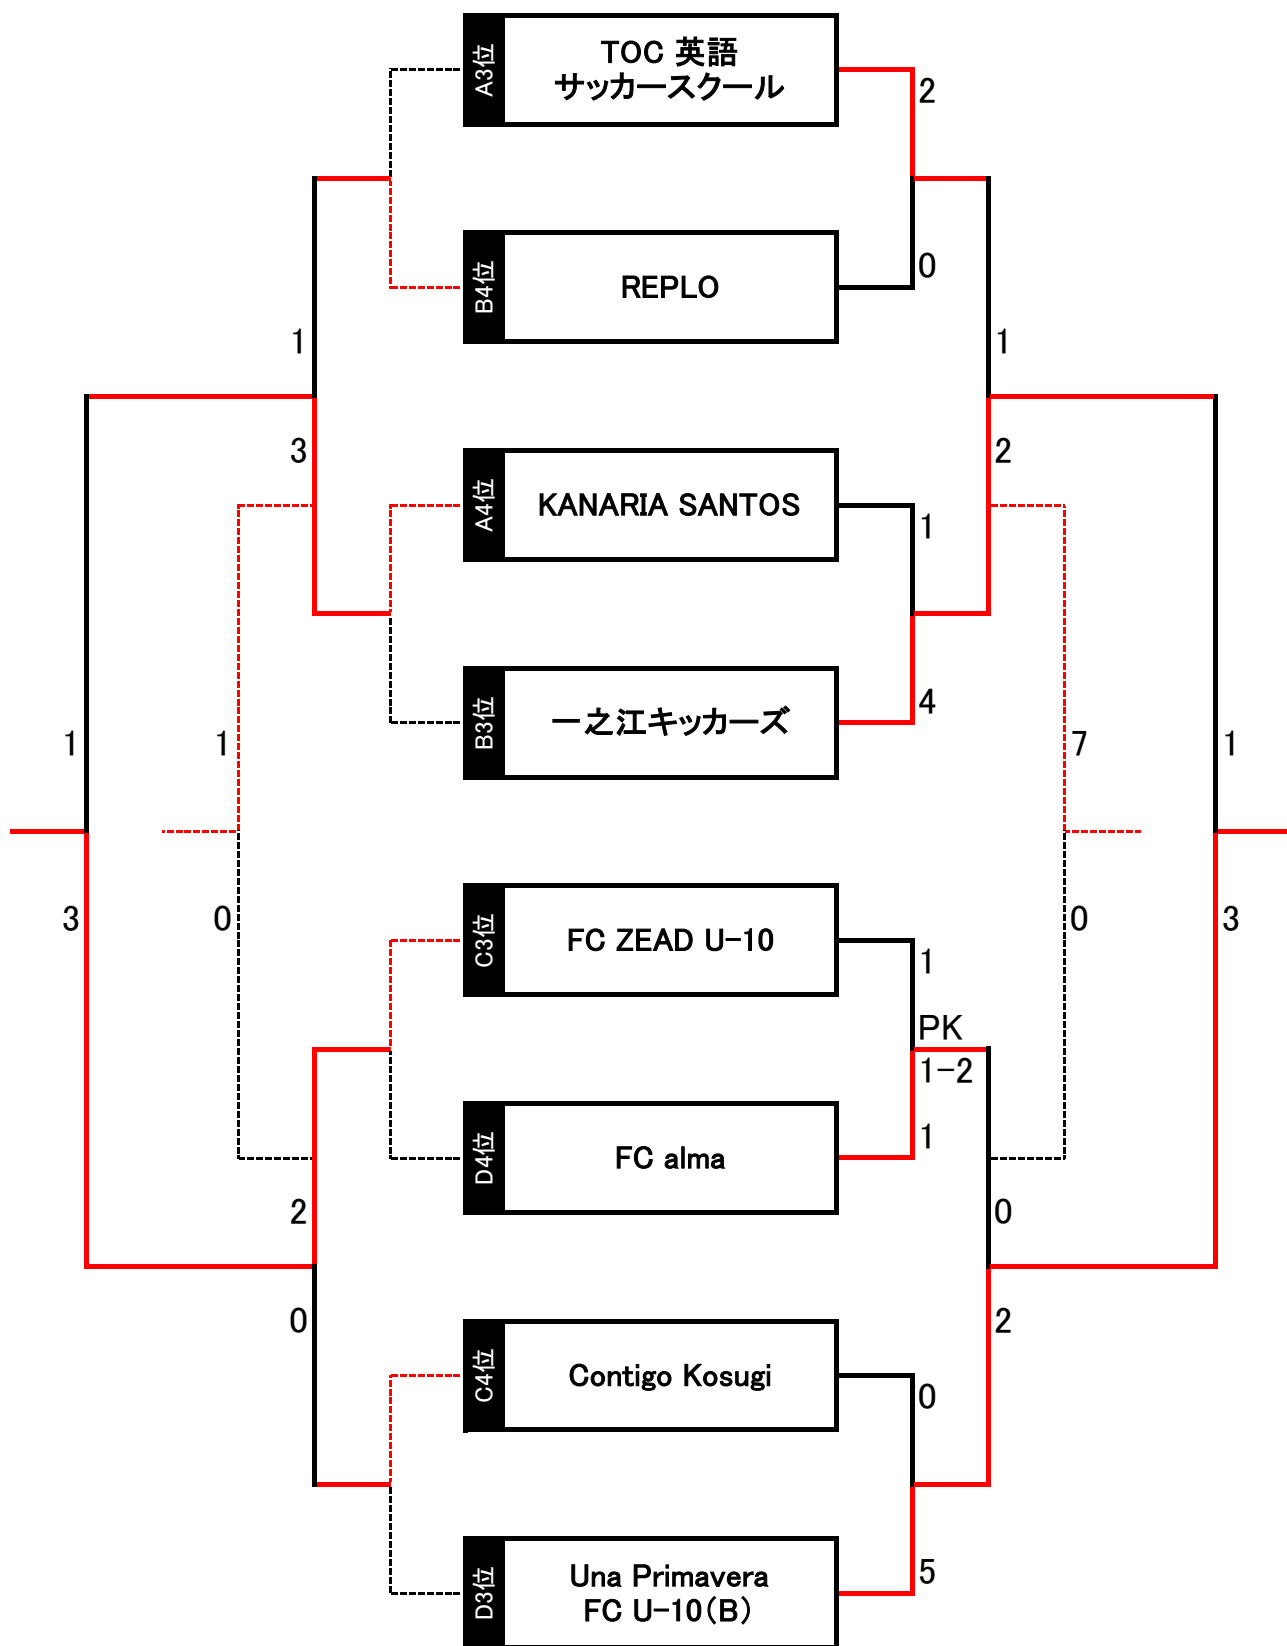 A3位
TOC 英語
サッカースクール
2
B4位
REPLO
0
1
1
3
2
A4位
KANARIA SANTOS
1
B3位
一之江キッカーズ
4
1
1
7
1
3
0
C3位
FC ZEAD U-10
1
0
3
PK
1-2
D4位
FC alma
1
2
0
0
2
C4位
Contigo Kosugi
0
D3位
Una Primavera
FC U-10(B)
5